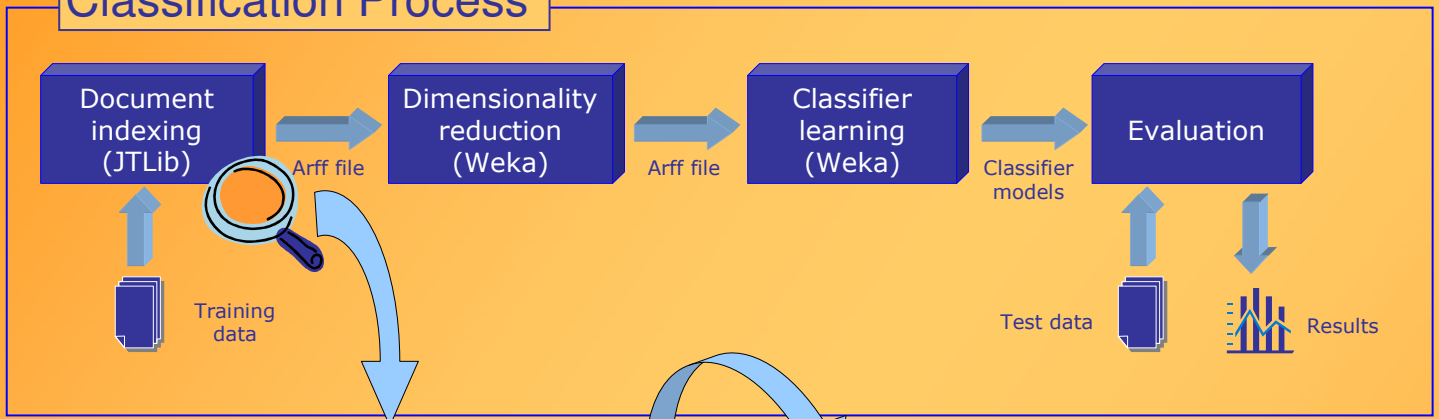 Classification Process
Document
indexing
(JTLib)
Arff file
Dimensionality
reduction
(Weka)
Arff file
Classifier
learning
(Weka)
Classifier
models
Evaluation
Training
data
Test data
Results